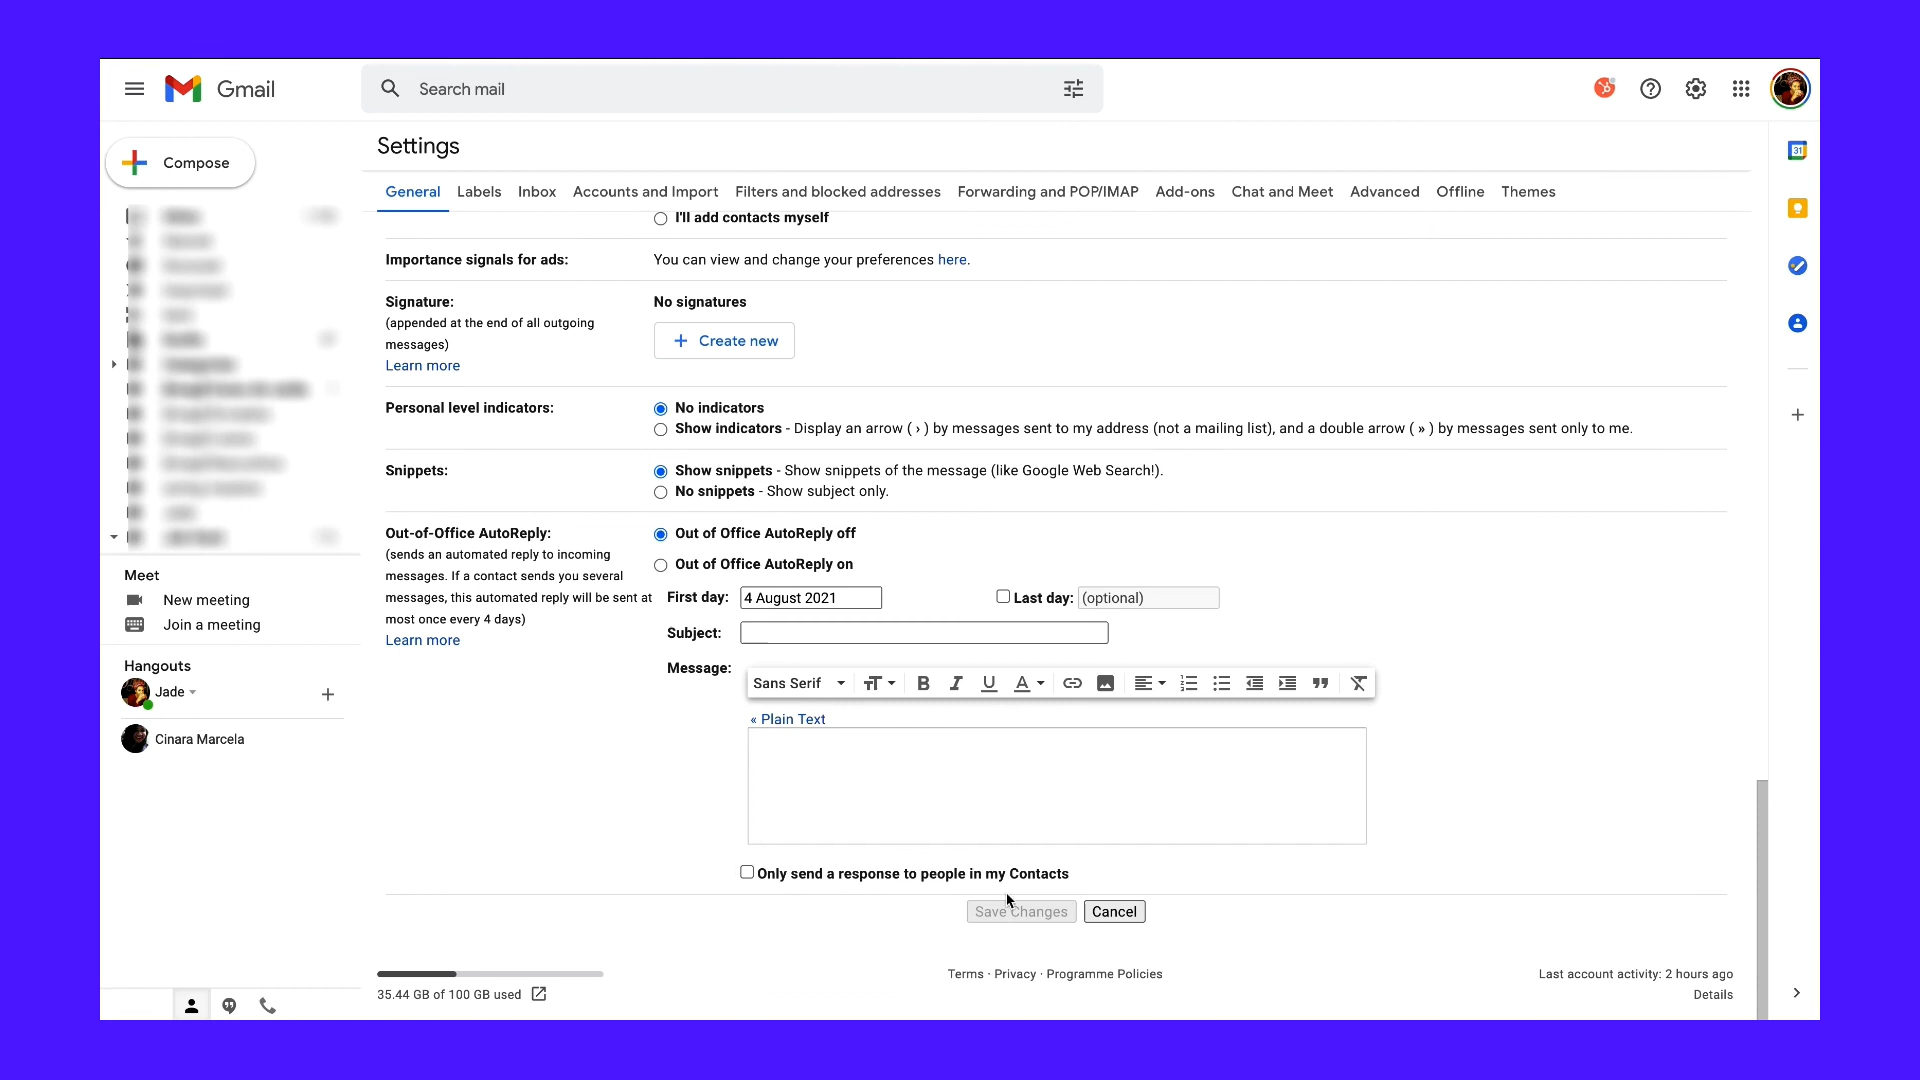 Gmail
Search mail
Compose
Settings
General Labels Inbox Accounts and Import Filters and blocked addresses Forwarding and POP/IMAP Add-ons Chat and Meet Advanced Offline Themes
31
I'll add contacts myself
Importance signals for ads: You can view and change your preferences here.
Signature: No signatures
(appended at the end of all outgoing
messages)
Create new
Learn more
Personal level indicators: No indicators
Show indicators - Display an arrow ( › ) by messages sent to my address (not a mailing list), and a double arrow ( » ) by messages sent only to me.
Snippets: Show snippets - Show snippets of the message (like Google Web Search!).
No snippets - Show subject only.
Out-of-Office AutoReply: Out of Office AutoReply off
(sends an automated reply to incoming
messages. If a contact sends you several
messages, this automated reply will be sent at
most once every 4 days)
Learn more
Out of Office AutoReply on
First day: 4 August 2021 Last day: (optional)
Subject:
Message:
Sans Serif
« Plain Text
Only send a response to people in my Contacts
Save Changes Cancel
Meet
New meeting
Join a meeting
Hangouts
Jade
Cinara Marcela
35.44 GB of 100 GB used
Terms · Privacy · Programme Policies
Last account activity: 2 hours ago
Details